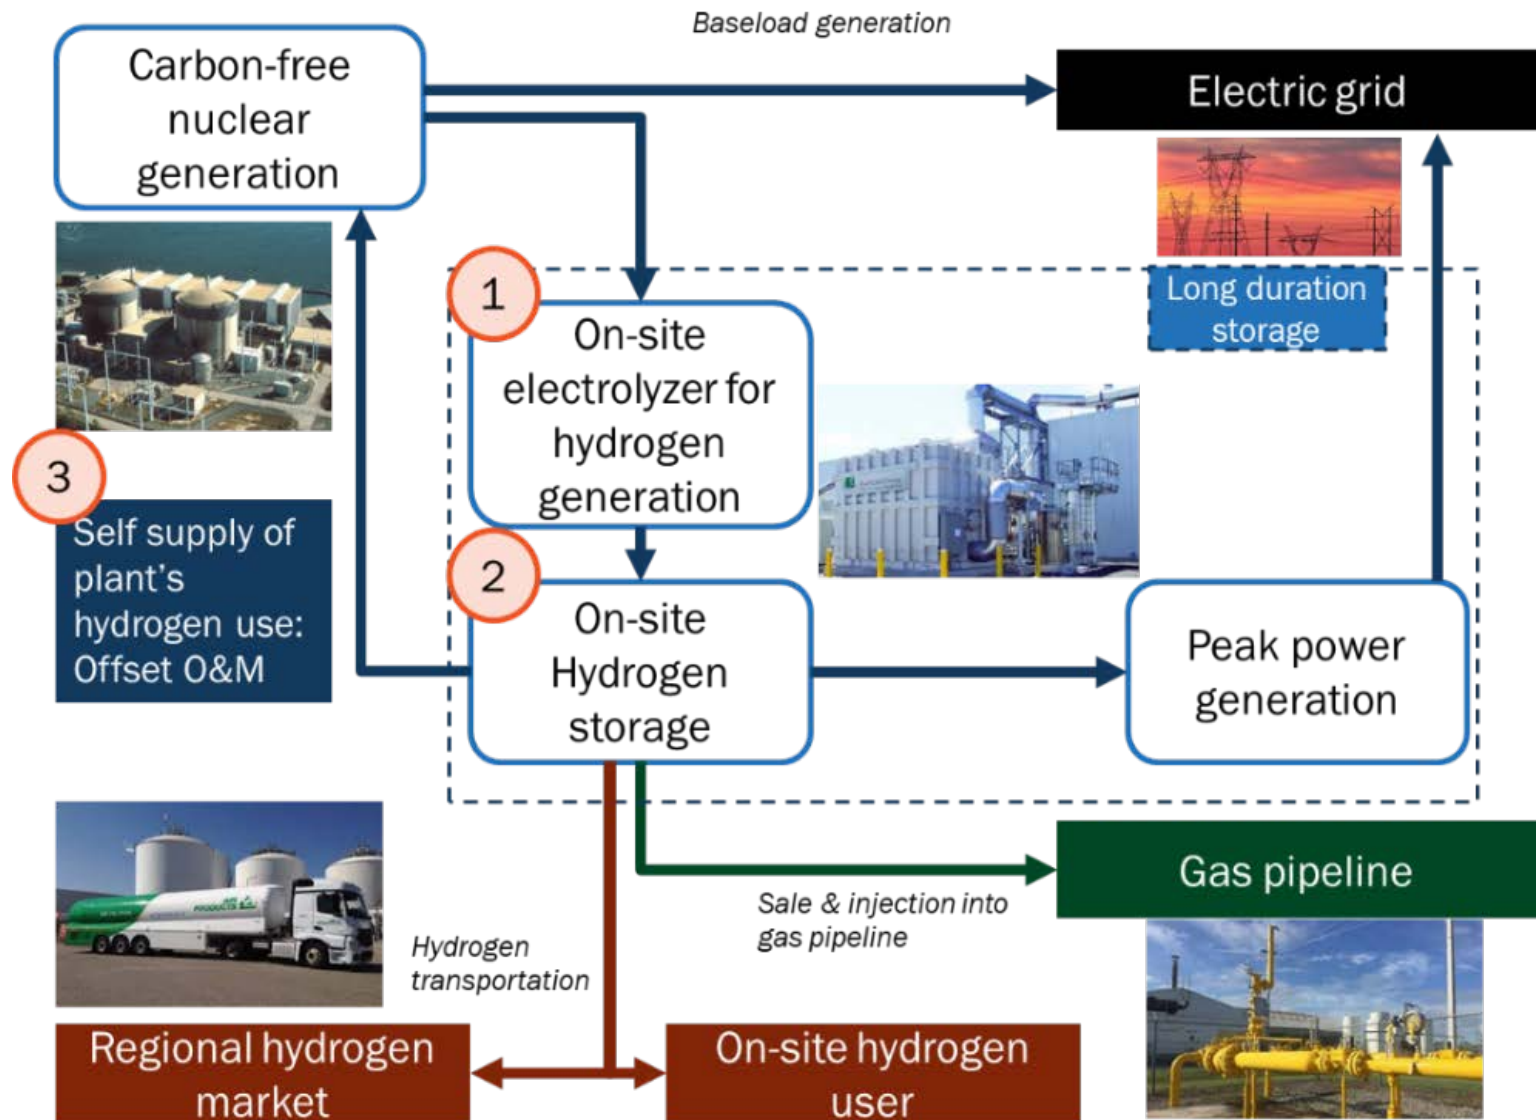 Baseload generation
Carbon-free
nuclear
generation
Electric grid
1
Long duration
storage
On-site
electrolyzer for
hydrogen
generation
3
Self supply of
plant's
hydrogen use:
Offset O&M
2
On-site
Hydrogen
storage
Peak power
generation
Gas pipeline
Sale & injection into
gas pipeline
PRODUCTS
Hydrogen
transportation
Regional hydrogen
market
On-site hydrogen
user